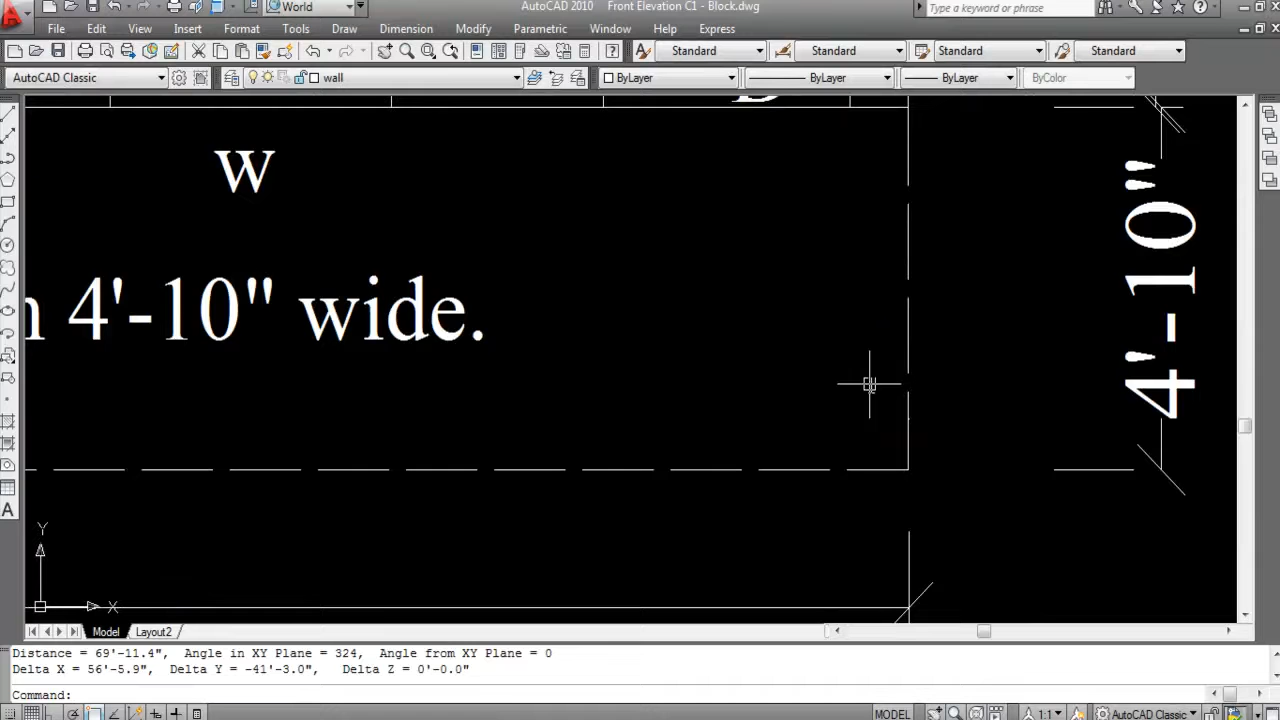 AutoCAD 2010 Front Elevation C1 - Block.dwg
World
Type a keyword or phrase
File Edit View Insert Format Tools Draw Dimension Modify Parametric Window Help Express
Standard Standard Standard Standard
AutoCAD Classic wall ByLayer ByLayer ByLayer ByColor
W
4'-10" wide.
4'-10"
A
Y
X
Model Layout2
Distance = 69'-11.4", Angle in XY Plane = 324, Angle from XY Plane = 0
Delta X = 56'-5.9", Delta Y = -41'-3.0", Delta Z = 0'-0.0"
Command:
MODEL 1:1 AutoCAD Classic